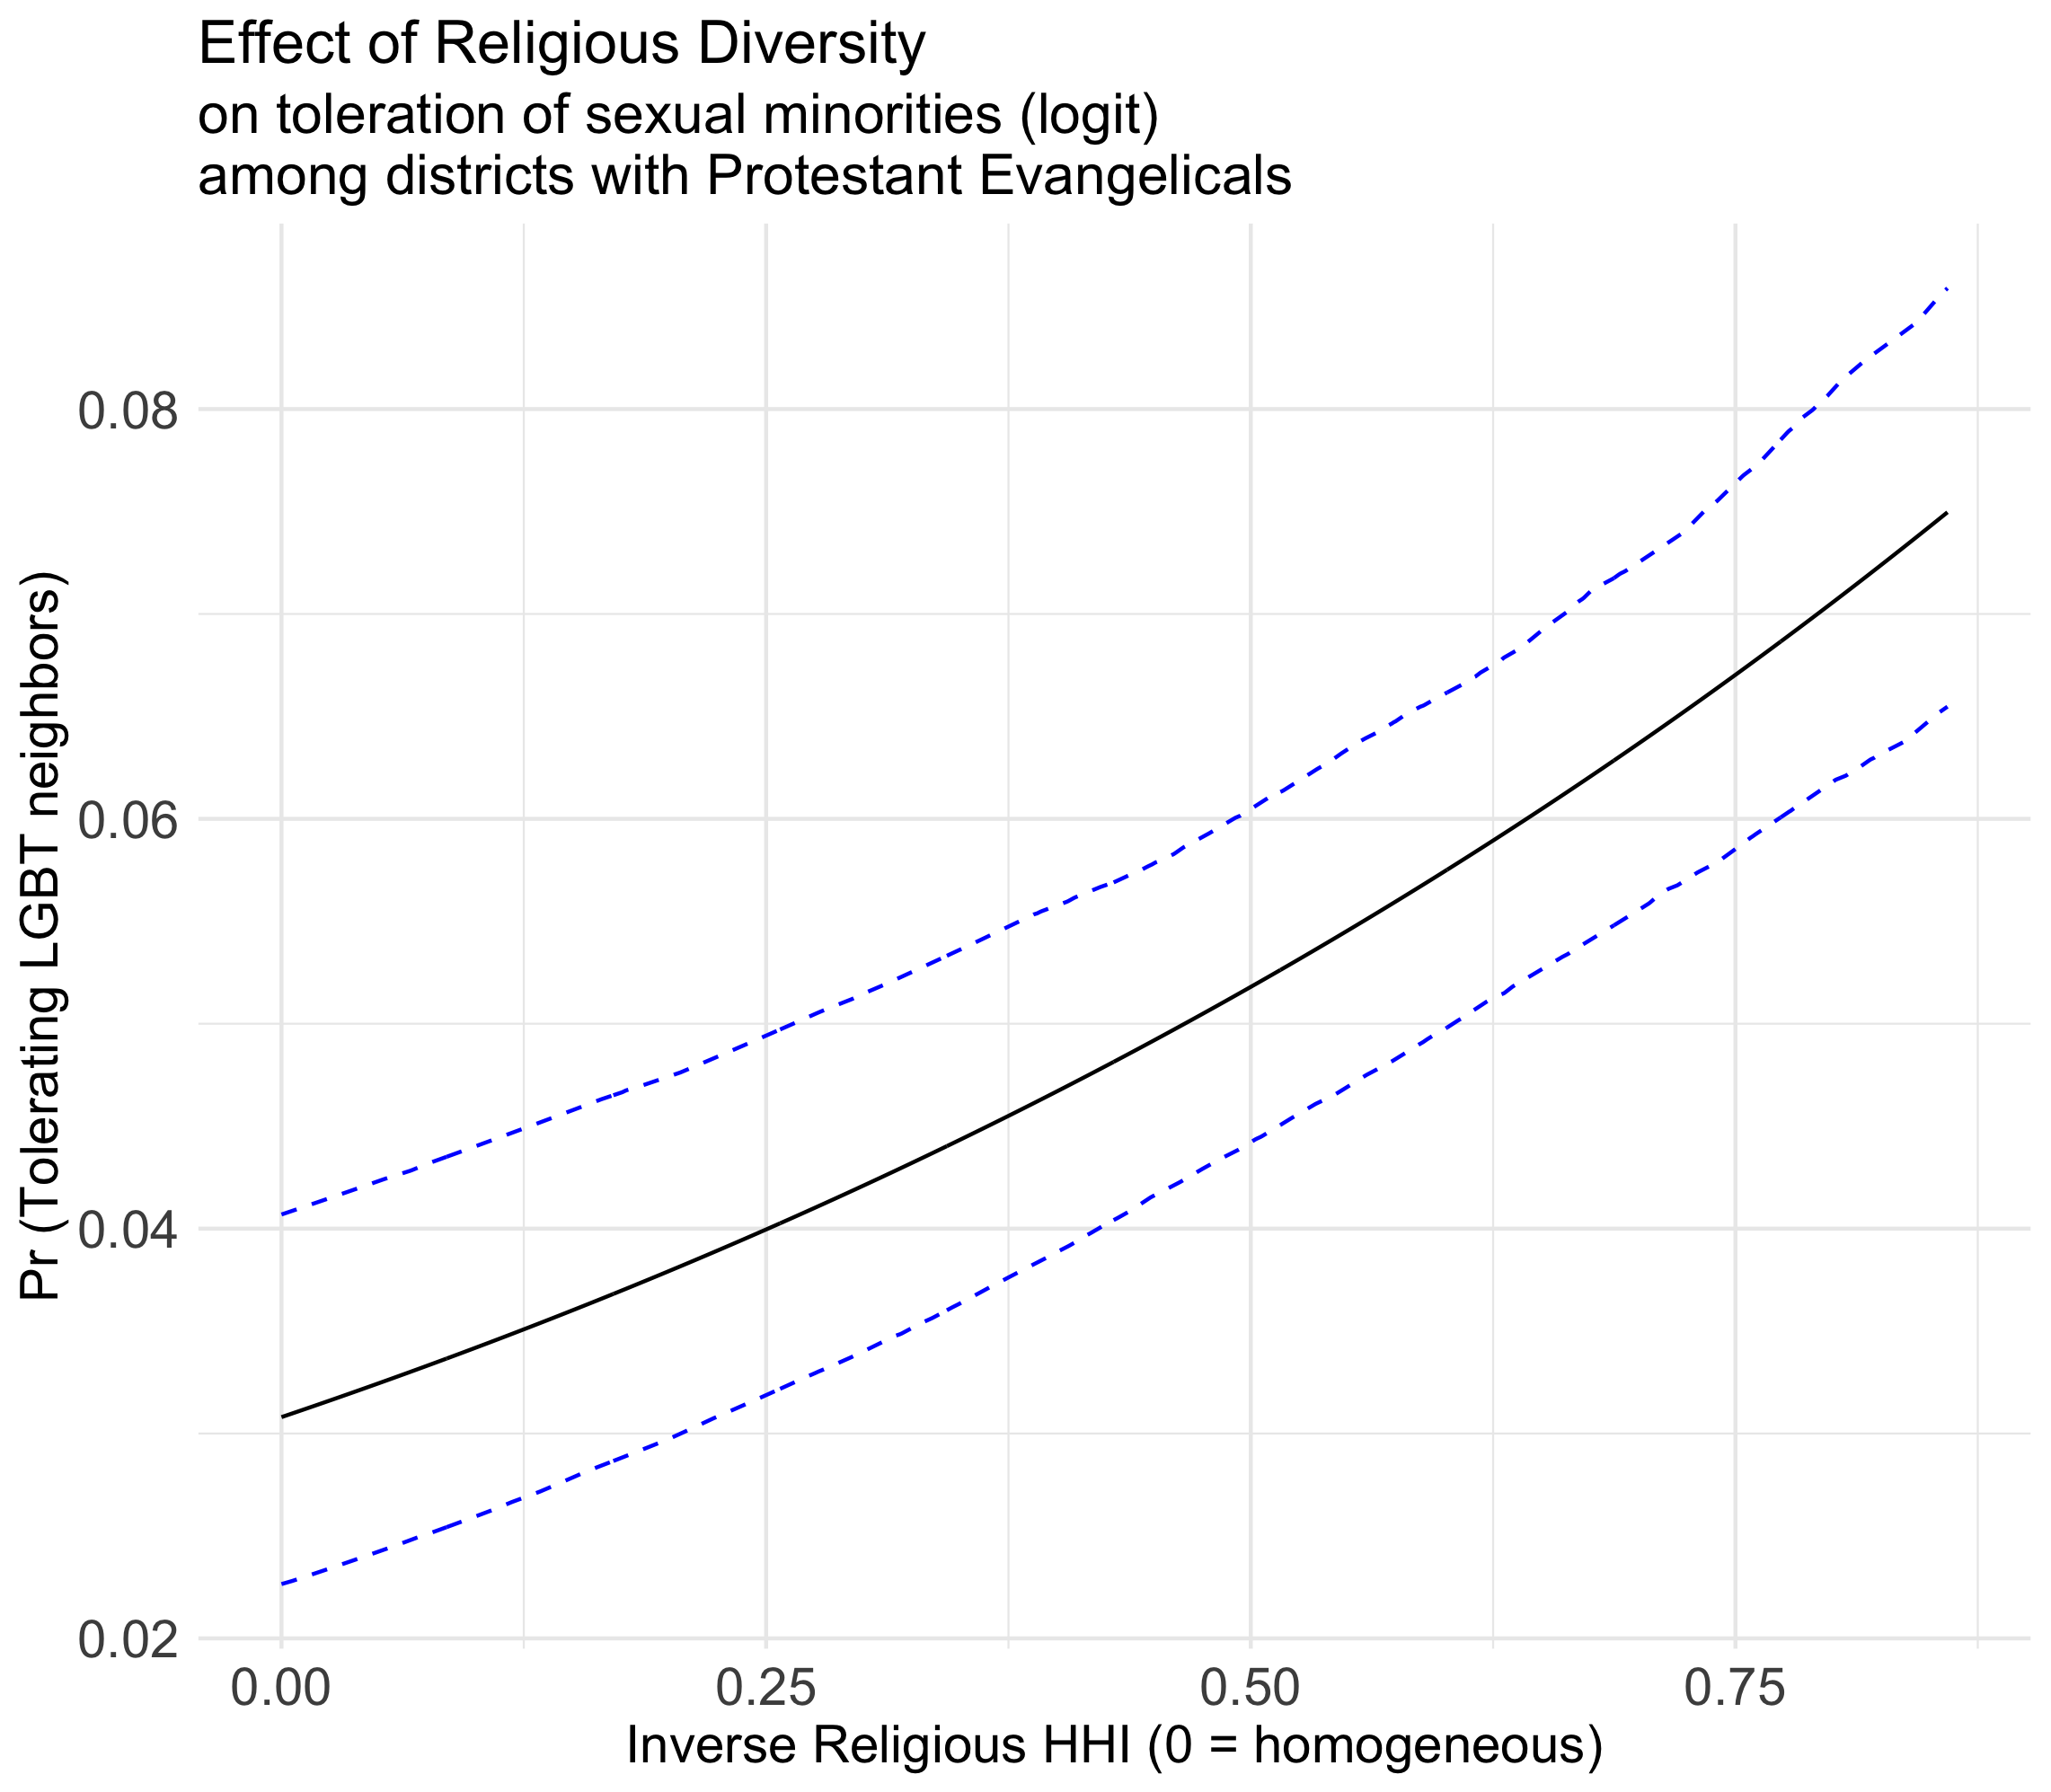 Effect of Religious Diversity
on toleration of sexual minorities (logit)
among districts with Protestant Evangelicals
Pr (Tolerating LGBT neighbors)
0.08
0.06
0.04
0.02
0.00 0.25 0.50 0.75
Inverse Religious HHI (0 = homogeneous)